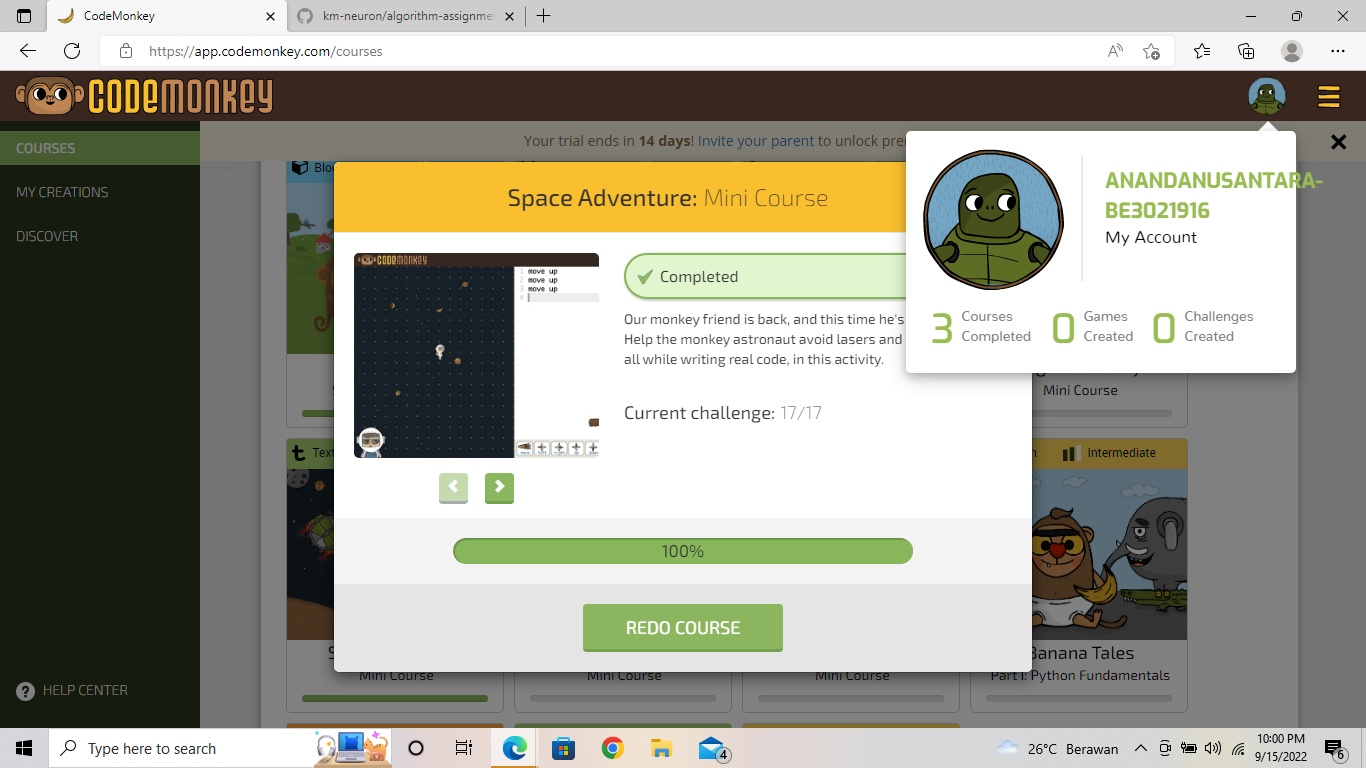 CodeMonkey
km-neuron/algorithm-assignme
https://app.codemonkey.com/courses
CODEMONKEY
COURSES
MY CREATIONS
DISCOVER
HELP CENTER
Your trial ends in 14 days! Invite your parent to unlock pre
Space Adventure: Mini Course
CODEMONKEY
1 move up
2 move up
3 move up
4
Completed
Our monkey friend is back, and this time he's
Help the monkey astronaut avoid lasers and
all while writing real code, in this activity.
Current challenge: 17/17
100%
REDO COURSE
ANANDANUSANTARA-
BE3021916
My Account
3 Courses Completed
0 Games Created
0 Challenges Created
Mini Course
Intermediate
Banana Tales
Mini Course
Mini Course
Mini Course
Part I: Python Fundamentals
Type here to search
4
26°C Berawan
10:00 PM
9/15/2022
6